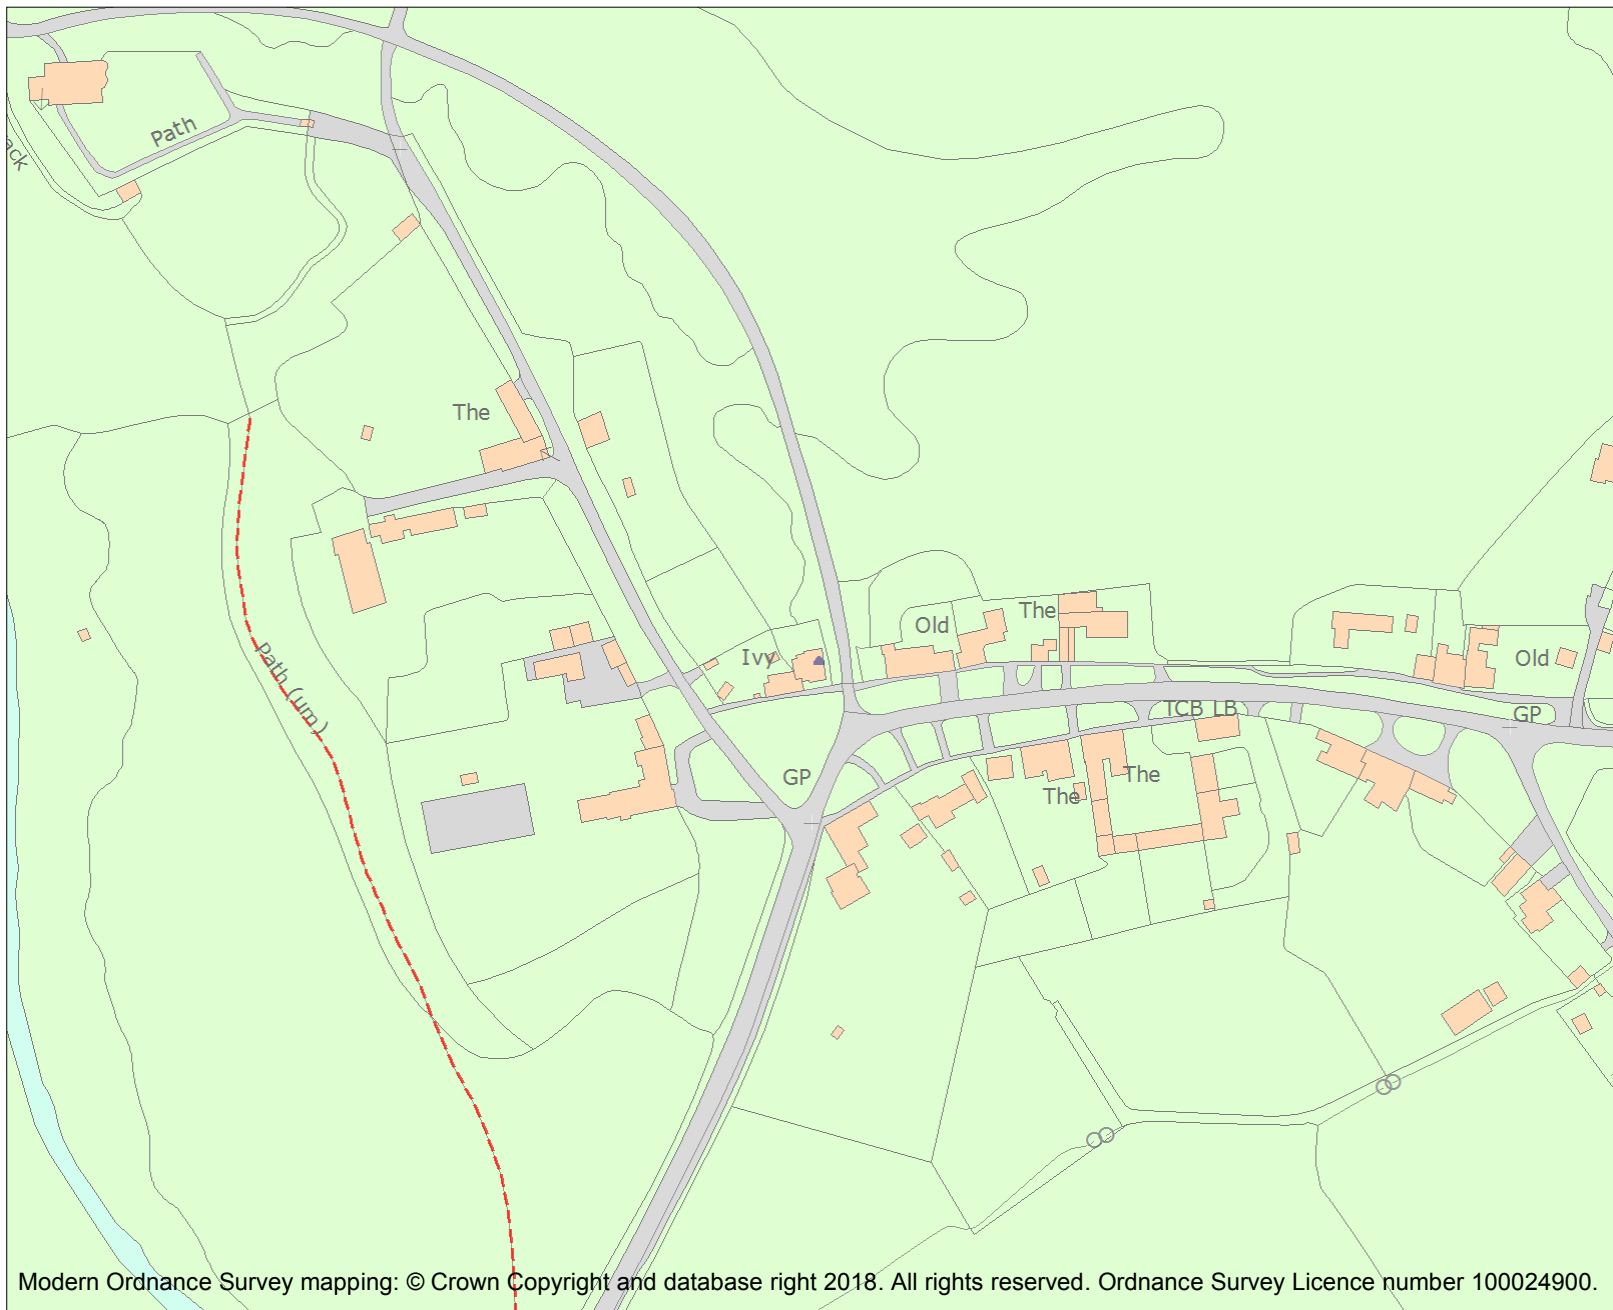 Path
ack
The
Old
The
Ivy
Old
Path (um)
TCB LB
GP
GP
The
The
Modern Ordnance Survey mapping: © Crown Copyright and database right 2018. All rights reserved. Ordnance Survey Licence number 100024900.